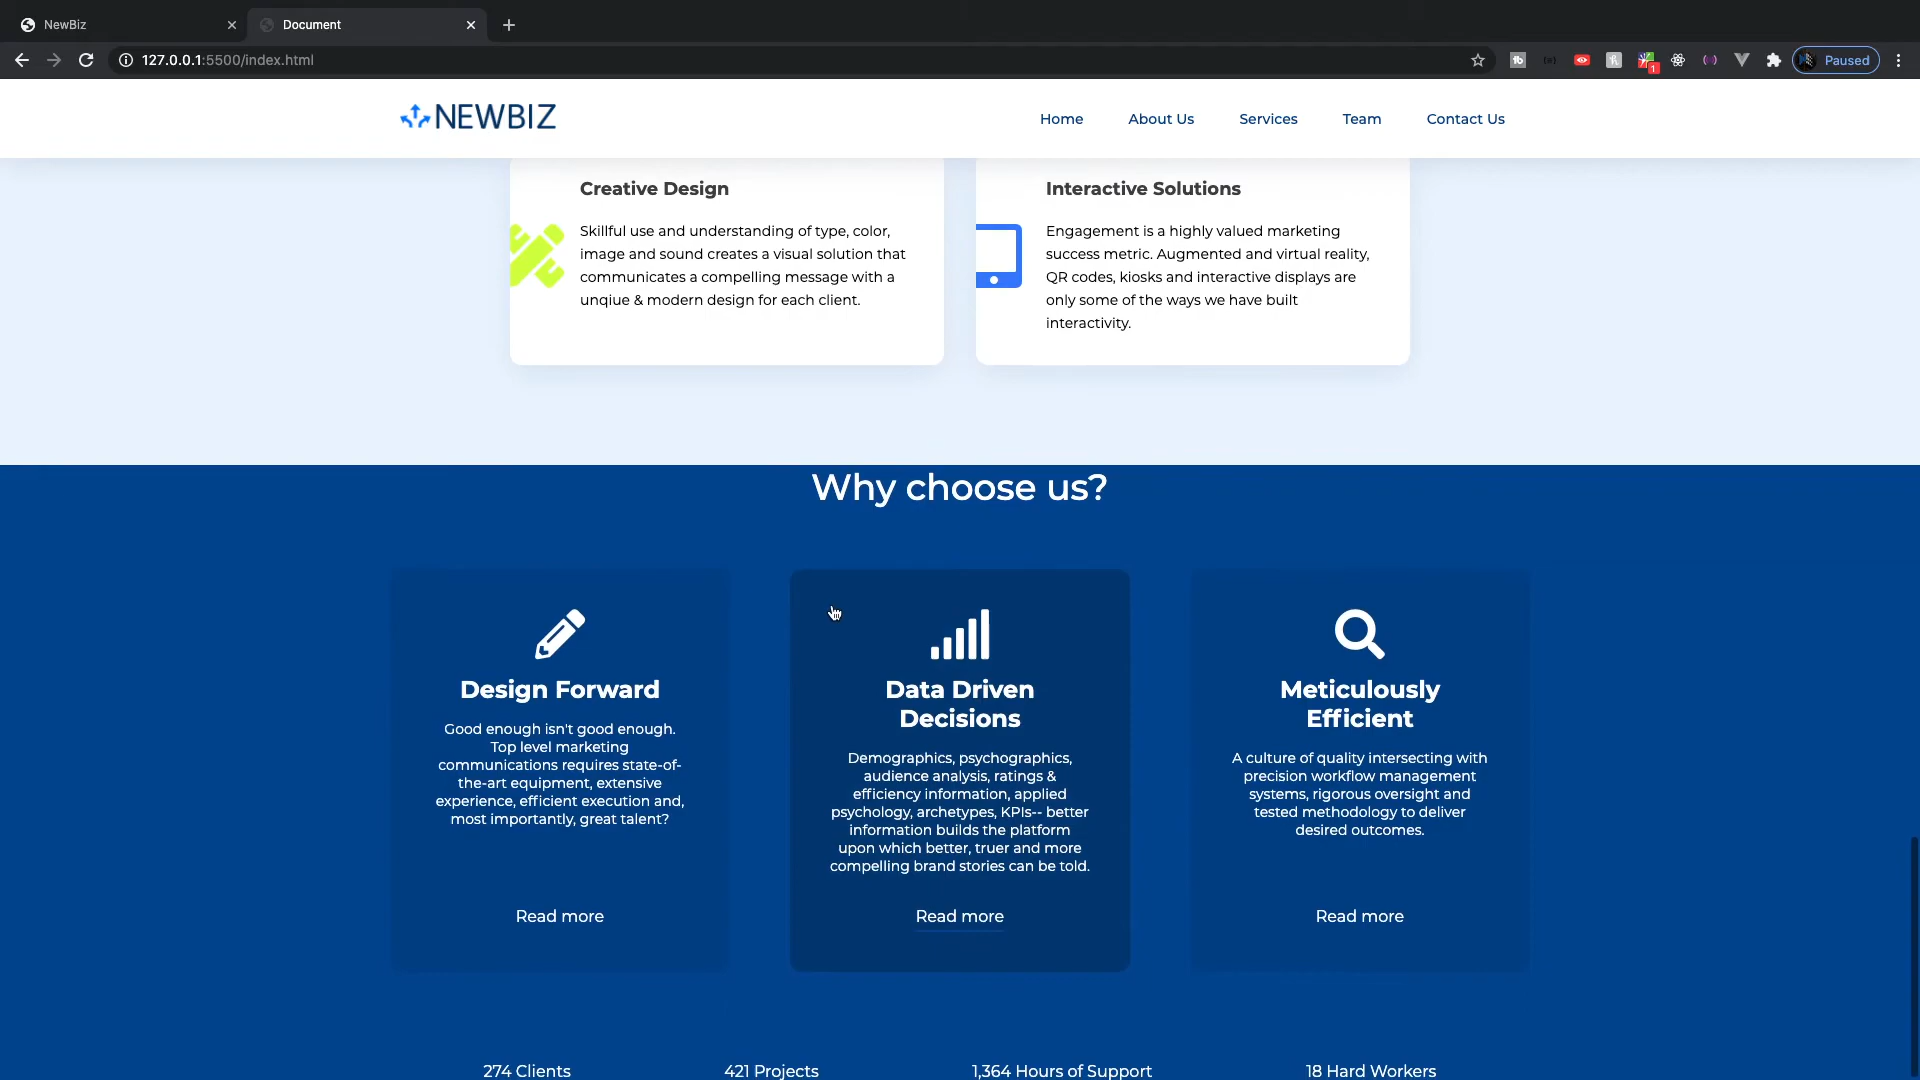 NewBiz
Document
127.0.0.1:5500/index.html
1
Paused
NEWBIZ
Home
About Us
Services
Team
Contact Us
Creative Design
Skillful use and understanding of type, color,
image and sound creates a visual solution that
communicates a compelling message with a
unqiue & modern design for each client.
Interactive Solutions
Engagement is a highly valued marketing
success metric. Augmented and virtual reality,
QR codes, kiosks and interactive displays are
only some of the ways we have built
interactivity.
Why choose us?
Design Forward
Good enough isn't good enough.
Top level marketing
communications requires state-of-
the-art equipment, extensive
experience, efficient execution and,
most importantly, great talent?
Read more
Data Driven
Decisions
Demographics, psychographics,
audience analysis, ratings &
efficiency information, applied
psychology, archetypes, KPIs-- better
information builds the platform
upon which better, truer and more
compelling brand stories can be told.
Read more
Meticulously
Efficient
A culture of quality intersecting with
precision workflow management
systems, rigorous oversight and
tested methodology to deliver
desired outcomes.
Read more
274 Clients
421 Projects
1,364 Hours of Support
18 Hard Workers